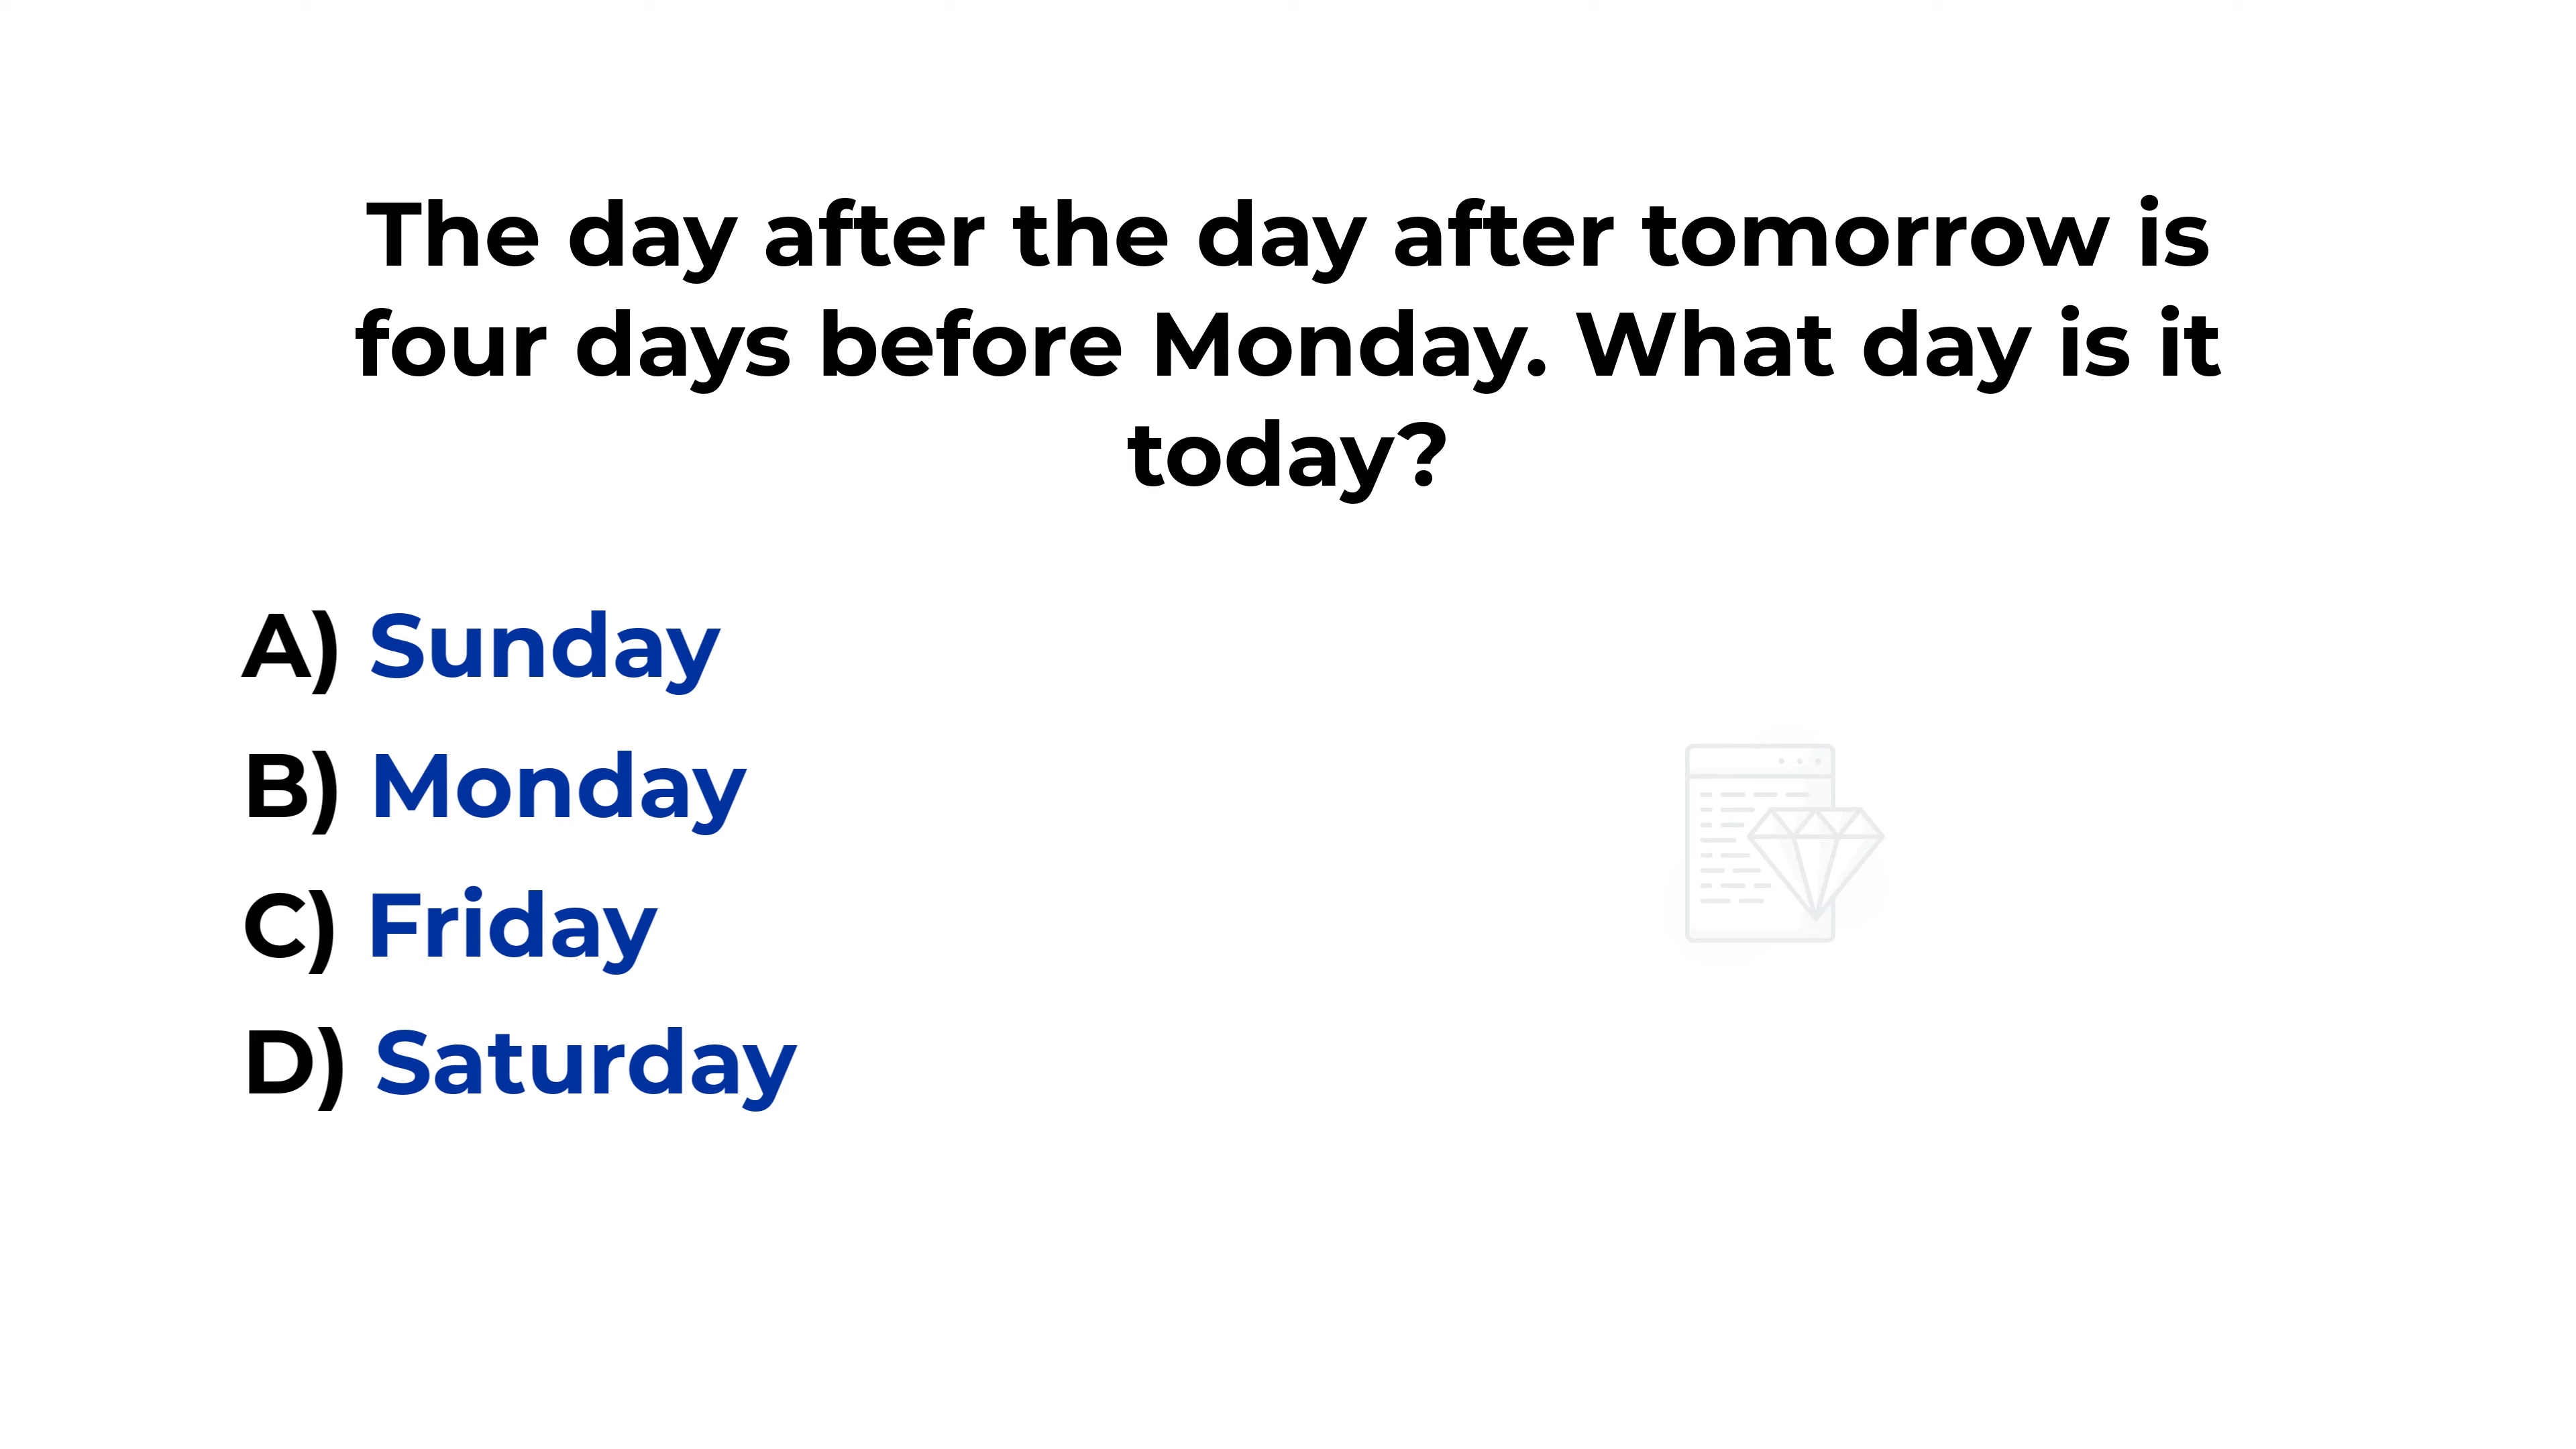 The day after the day after tomorrow is
four days before Monday. What day is it
today?
A) Sunday
B) Monday
C) Friday
D) Saturday